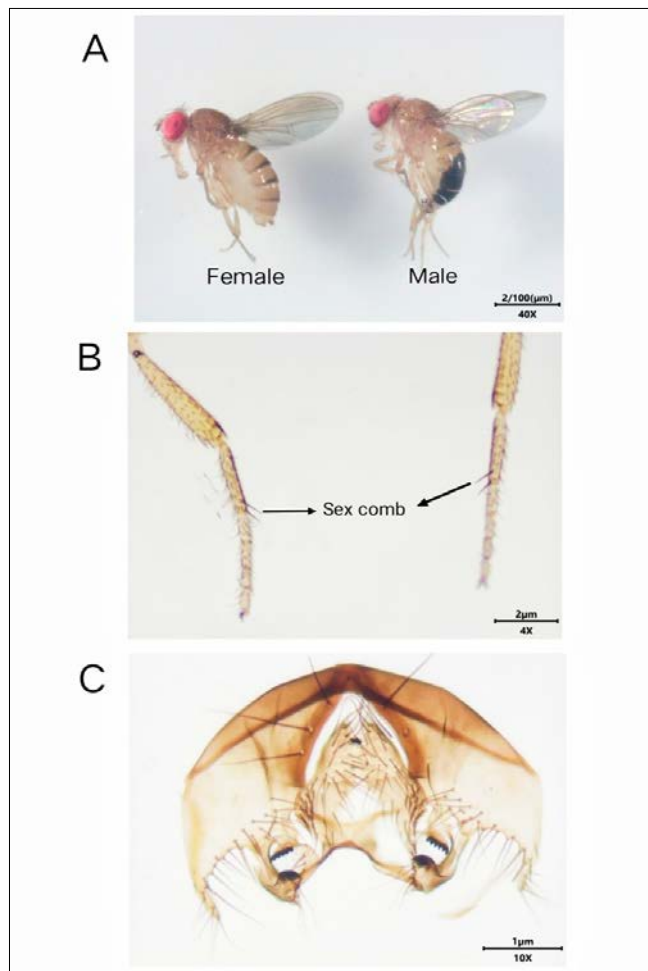 A
Female
Male
2/100(μm)
40X
B
Sex comb
2μm
4X
C
1μm
10X